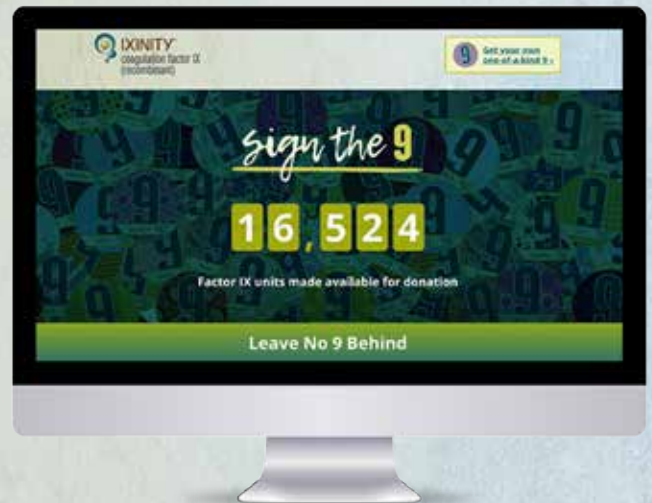 IXINITY
coagulation factor IX
(recombinant)
9
Get your own
one-of-a-kind 9 ›
sign the 9
16,524
Factor IX units made available for donation
Leave No 9 Behind